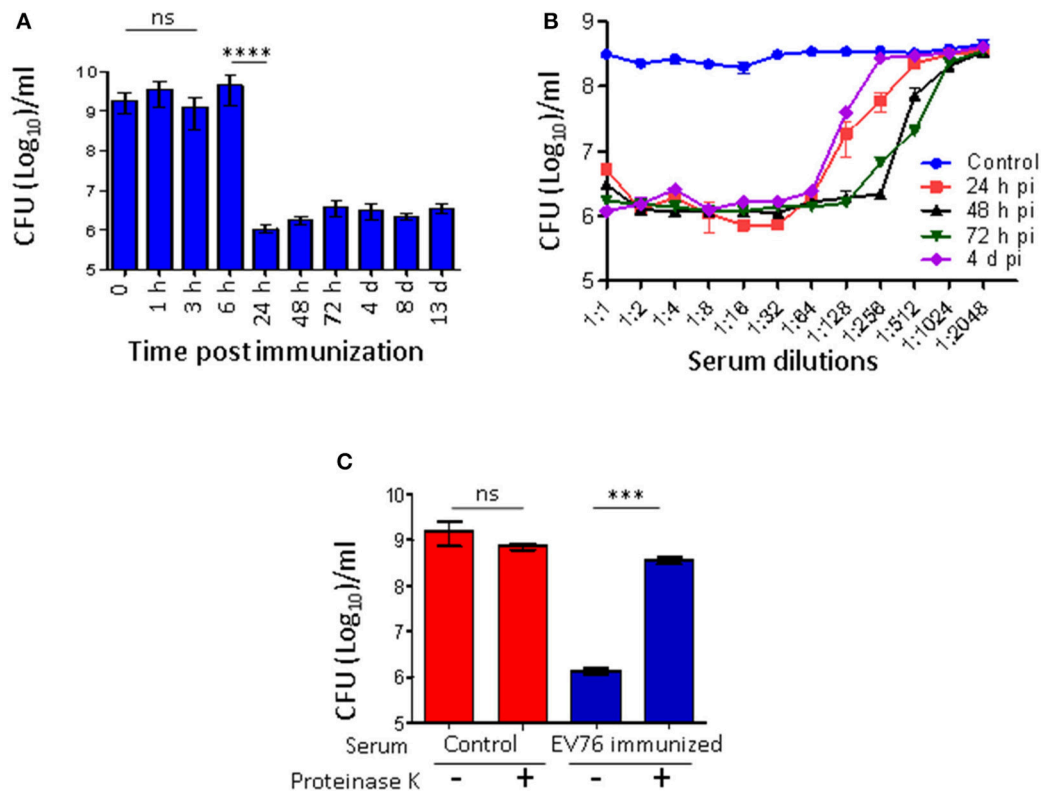 A
ns
****
CFU (Log10)/ml
10
9
8
7
6
5
0
1 h
3 h
6 h
24 h
48 h
72 h
4 d
8 d
13 d
Time post immunization
B
CFU (Log10)/ml
9
8
7
6
5
Control
24 h pi
48 h pi
72 h pi
4 d pi
1:1
1:2
1:4
1:8
1:16
1:32
1:64
1:128
1:256
1:512
1:1024
1:2048
Serum dilutions
C
ns
***
CFU (Log10)/ml
10
9
8
7
6
5
Serum Control EV76 immunized
Proteinase K - + - +